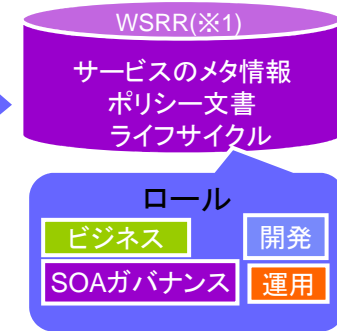 WSRR(※1)
サービスのメタ情報
ポリシー文書
ライフサイクル
ロール
ビジネス
開発
SOAガバナンス
運用